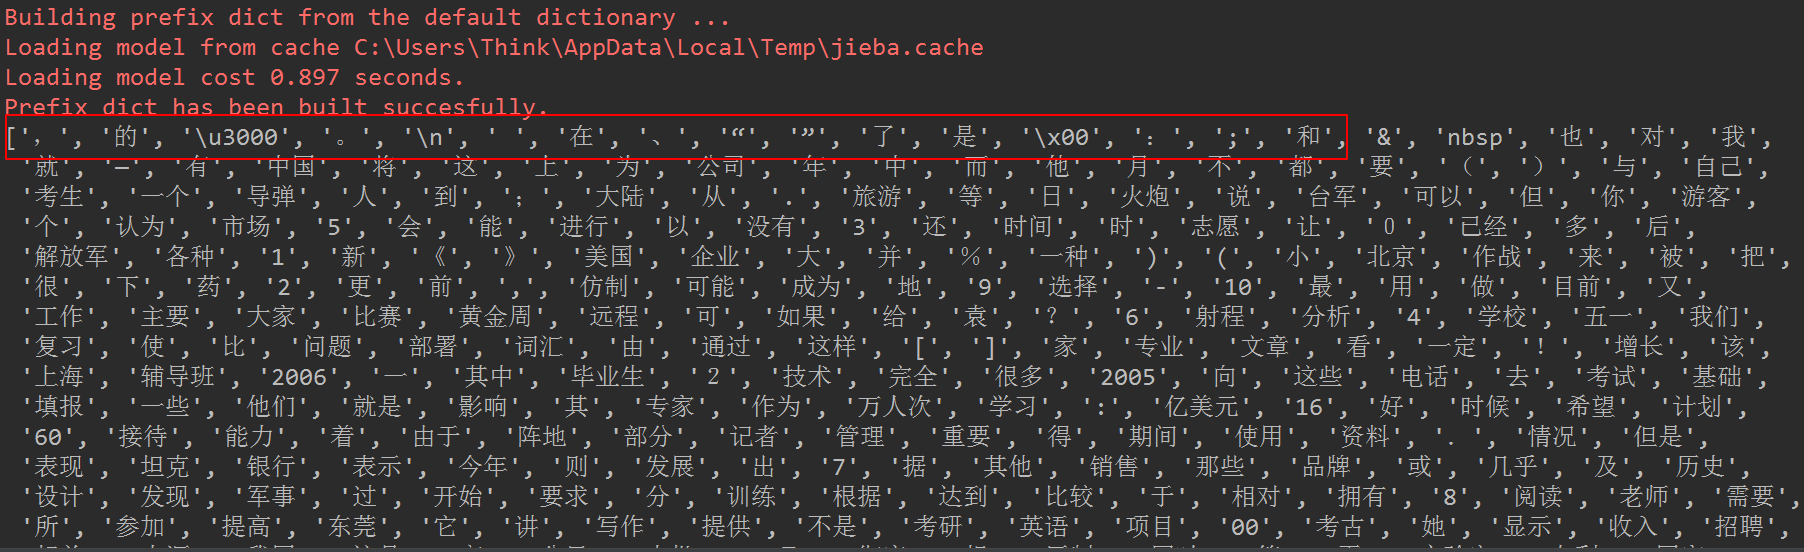 Building prefix dict from the default dictionary ...
Loading model from cache C:\Users\Think\AppData\Local\Temp\jieba.cache
Loading model cost 0.897 seconds.
Prefix dict has been built succesfully.
['，', '的', '\u3000', '。', '\n', ' ', '在', '、', '“', '”', '了', '是', '\x00', '：', ';', '和', '&', 'nbsp', '也', '对', '我',
'就', '—', '有', '中国', '将', '这', '上', '为', '公司', '年', '中', '而', '他', '月', '不', '都', '要', '（', '）', '与', '自己',
'考生', '一个', '导弹', '人', '到', '；', '大陆', '从', '.', '旅游', '等', '日', '火炮', '说', '台军', '可以', '但', '你', '游客',
'个', '认为', '市场', '5', '会', '能', '进行', '以', '没有', '3', '还', '时间', '时', '志愿', '让', '０', '已经', '多', '后',
'解放军', '各种', '1', '新', '《', '》', '美国', '企业', '大', '并', '％', '一种', ')', '(', '小', '北京', '作战', '来', '被', '把',
'很', '下', '药', '2', '更', '前', ',', '仿制', '可能', '成为', '地', '9', '选择', '-', '10', '最', '用', '做', '目前', '又',
'工作', '主要', '大家', '比赛', '黄金周', '远程', '可', '如果', '给', '袁', '？', '6', '射程', '分析', '4', '学校', '五一', '我们',
'复习', '使', '比', '问题', '部署', '词汇', '由', '通过', '这样', '[', ']', '家', '专业', '文章', '看', '一定', '！', '增长', '该',
'上海', '辅导班', '2006', '一', '其中', '毕业生', '２', '技术', '完全', '很多', '2005', '向', '这些', '电话', '去', '考试', '基础',
'填报', '一些', '他们', '就是', '影响', '其', '专家', '作为', '万人次', '学习', ':', '亿美元', '16', '好', '时候', '希望', '计划',
'60', '接待', '能力', '着', '由于', '阵地', '部分', '记者', '管理', '重要', '得', '期间', '使用', '资料', '．', '情况', '但是',
'表现', '坦克', '银行', '表示', '今年', '则', '发展', '出', '7', '据', '其他', '销售', '那些', '品牌', '或', '几乎', '及', '历史',
'设计', '发现', '军事', '过', '开始', '要求', '分', '训练', '根据', '达到', '比较', '于', '相对', '拥有', '8', '阅读', '老师', '需要',
'所', '参加', '提高', '东莞', '它', '讲', '写作', '提供', '不是', '考研', '英语', '项目', '00', '考古', '她', '显示', '收入', '招聘',